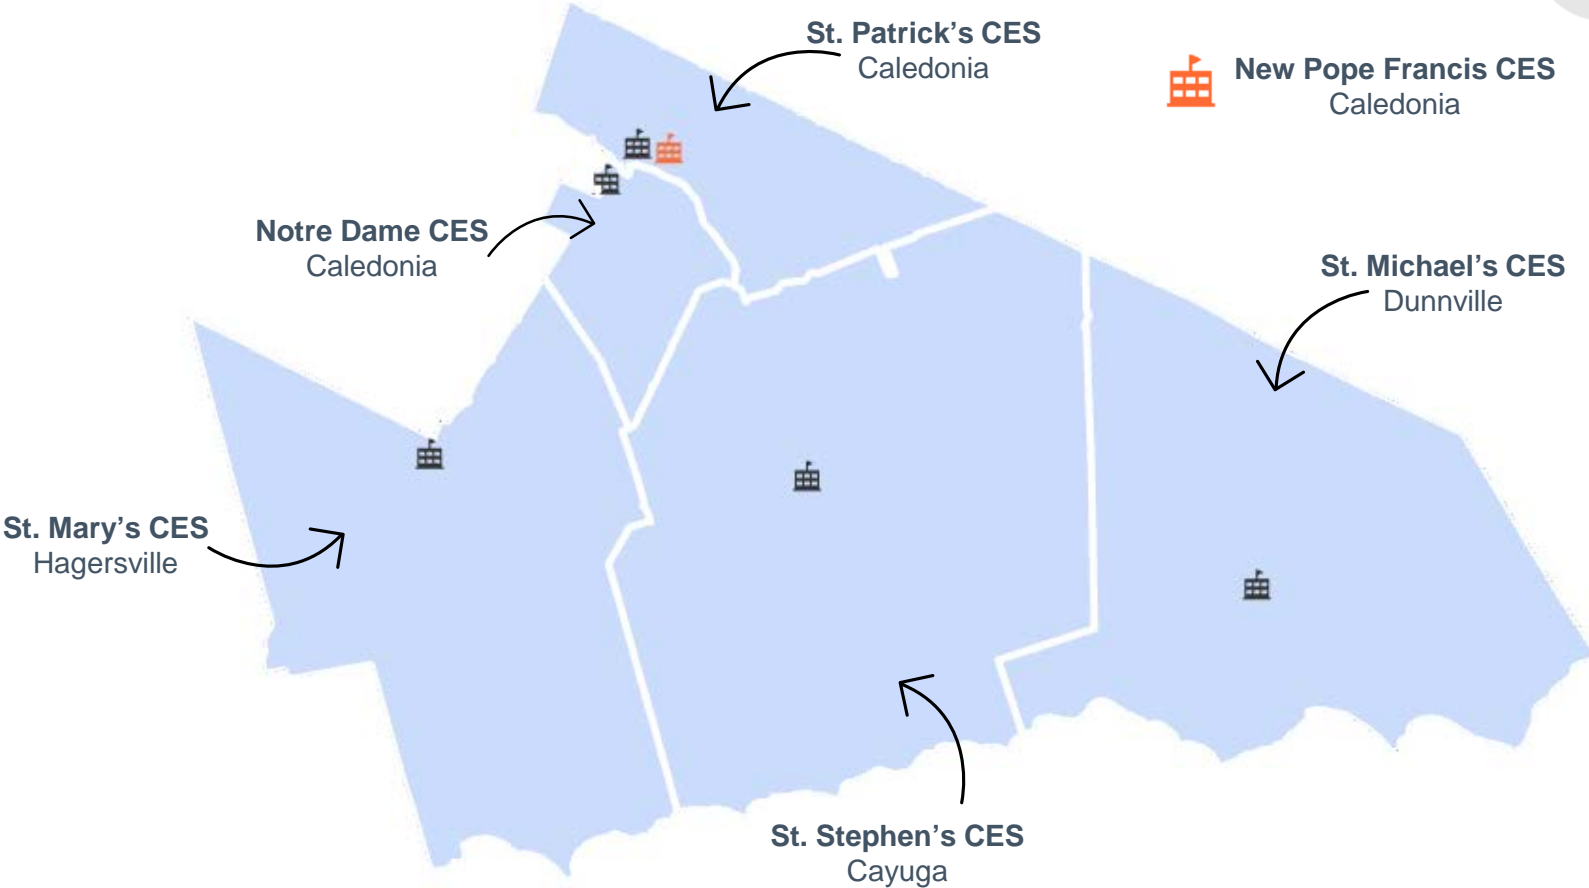 St. Patrick's CES
Caledonia
New Pope Francis CES
Caledonia
Notre Dame CES
Caledonia
St. Michael's CES
Dunnville
St. Mary's CES
Hagersville
St. Stephen's CES
Cayuga